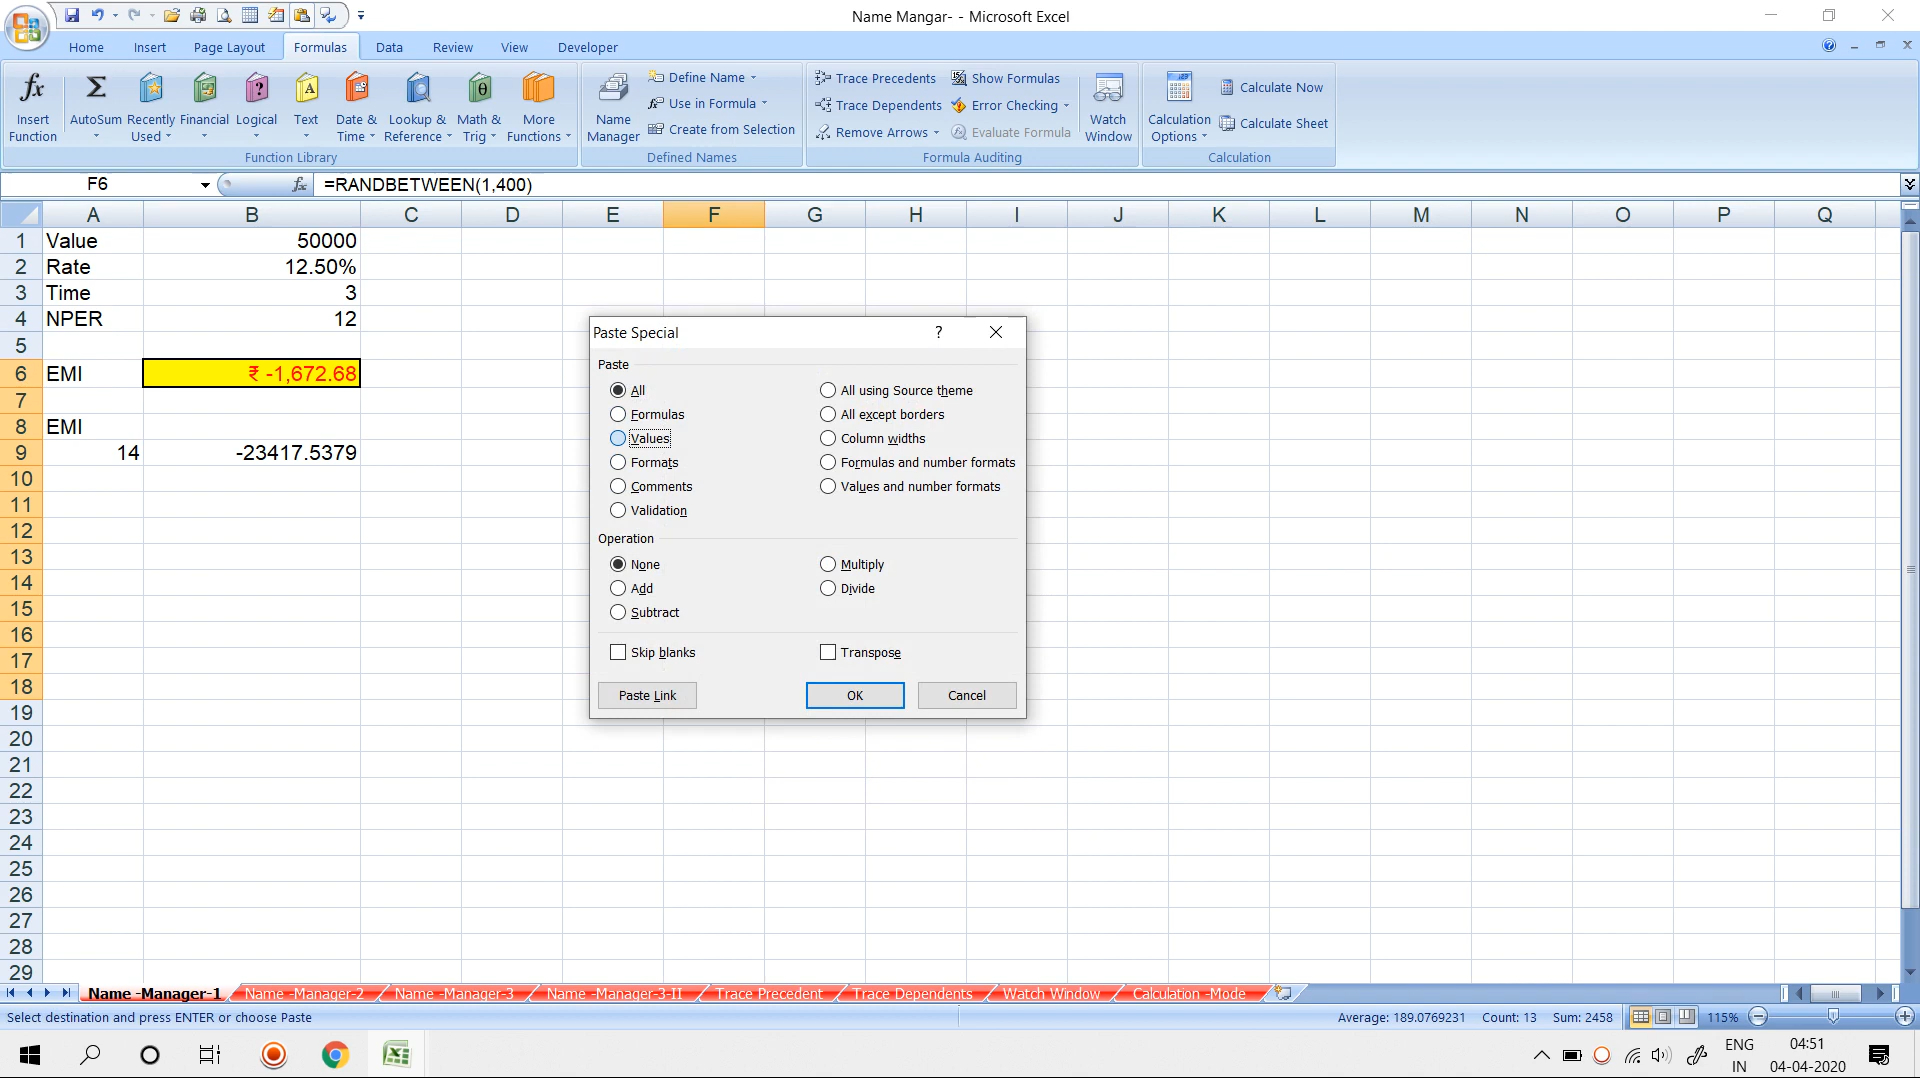 Name Mangar- - Microsoft Excel
Home Insert Page Layout Formulas Data Review View Developer
Insert Function
AutoSum
Recently Used
Financial
Logical
Text
Date & Time
Lookup & Reference
Math & Trig
More Functions
Function Library
Name Manager
Define Name
Use in Formula
Create from Selection
Defined Names
Trace Precedents
Trace Dependents
Remove Arrows
Show Formulas
Error Checking
Evaluate Formula
Formula Auditing
Watch Window
Calculation Options
Calculate Now
Calculate Sheet
Calculation
F6 fx =RANDBETWEEN(1,400)
A B C D E F G H I J K L M N O P Q
1 Value 50000
2 Rate 12.50%
3 Time 3
4 NPER 12
5
6 EMI ₹ -1,672.68
7
8 EMI
9 14 -23417.5379
10
11
12
13
14
15
16
17
18
19
20
21
22
23
24
25
26
27
28
29
Paste Special ?
Paste
All All using Source theme
Formulas All except borders
Values Column widths
Formats Formulas and number formats
Comments Values and number formats
Validation
Operation
None Multiply
Add Divide
Subtract
Skip blanks Transpose
Paste Link OK Cancel
Name -Manager-1 Name -Manager-2 Name -Manager-3 Name -Manager-3-II Trace Precedent Trace Dependents Watch Window Calculation -Mode
Select destination and press ENTER or choose Paste Average: 189.0769231 Count: 13 Sum: 2458 115%
ENG 04:51
IN 04-04-2020